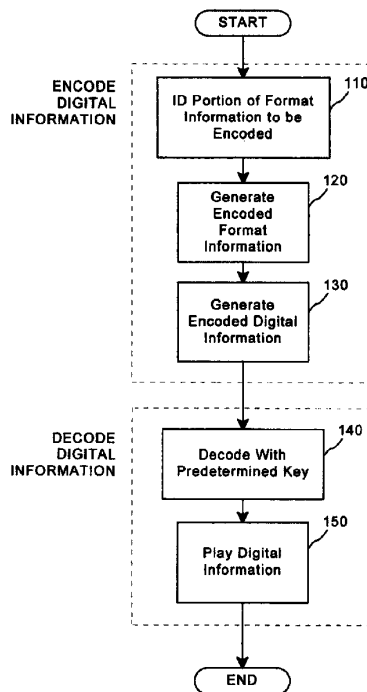 START
ENCODE
DIGITAL
INFORMATION
110
ID Portion of Format
Information to be
Encoded
120
Generate
Encoded
Format
Information
130
Generate
Encoded Digital
Information
DECODE
DIGITAL
INFORMATION
140
Decode With
Predetermined Key
150
Play Digital
Information
END